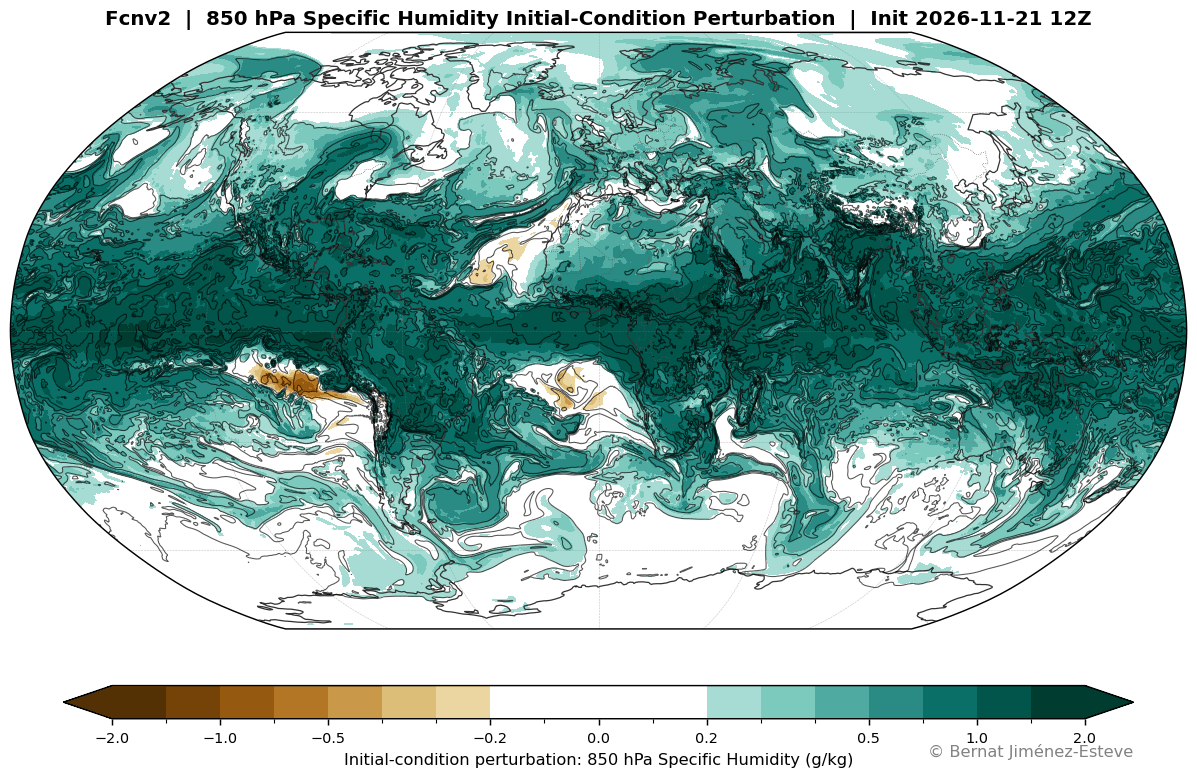 Fcnv2 | 850 hPa Specific Humidity Initial-Condition Perturbation | Init 2026-11-21 12Z
−2.0 −1.0 −0.5 −0.2 0.0 0.2 0.5 1.0 2.0
Initial-condition perturbation: 850 hPa Specific Humidity (g/kg)
© Bernat Jiménez-Esteve